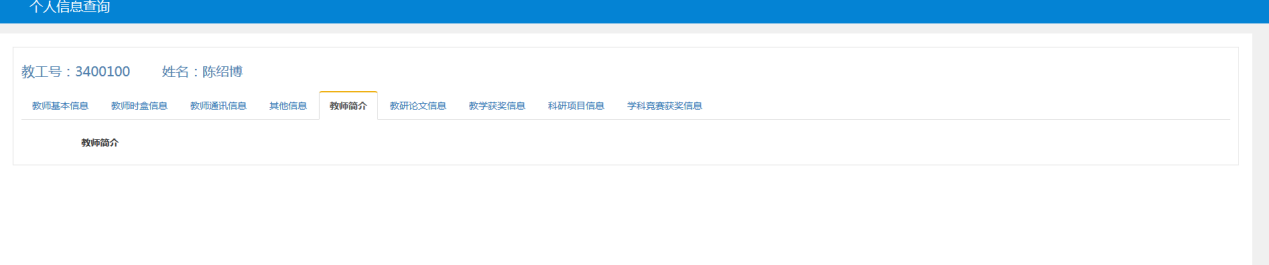 个人信息查询
教工号：3400100 姓名：陈绍博
教师基本信息 教师时盒信息 教师通讯信息 其他信息 教师简介 教研论文信息 教学获奖信息 科研项目信息 学科竞赛获奖信息
教师简介